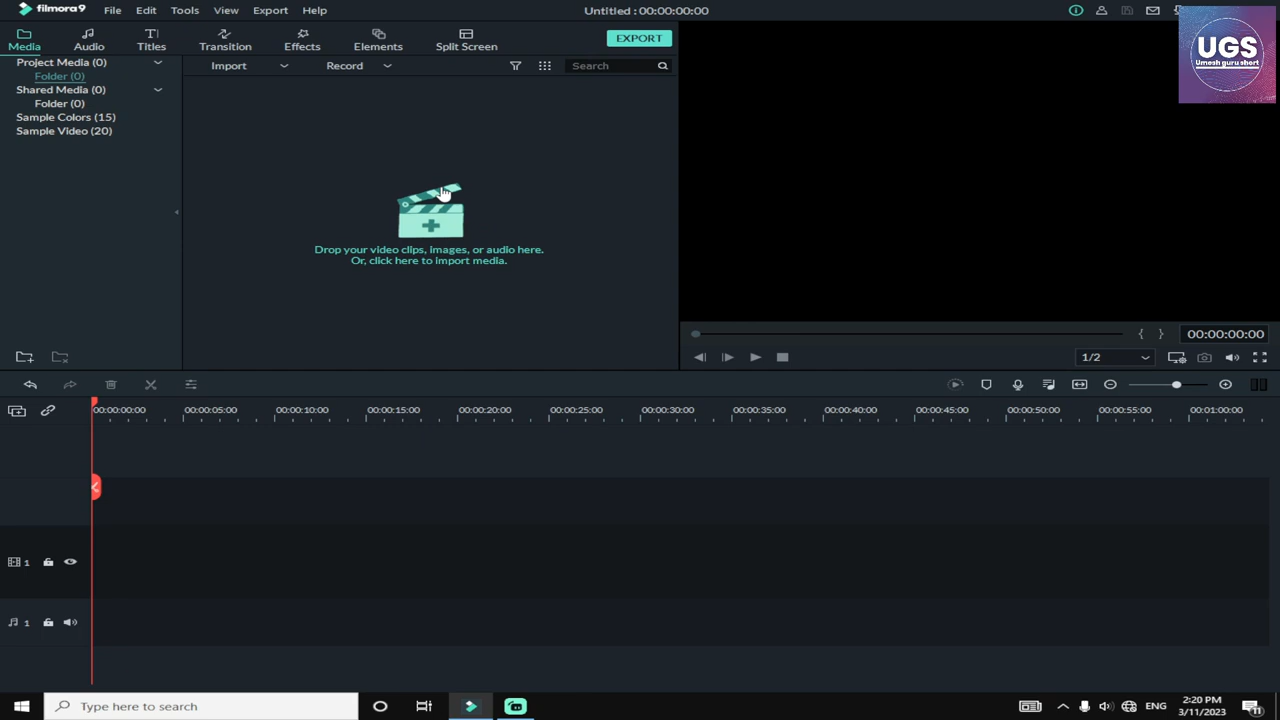 filmora9 File Edit Tools View Export Help Untitled : 00:00:00:00
UGS
Umesh guru short
Media Audio Titles Transition Effects Elements Split Screen EXPORT
Project Media (0) Import Record Search
Folder (0)
Shared Media (0)
Folder (0)
Sample Colors (15)
Sample Video (20)
Drop your video clips, images, or audio here.
Or, click here to import media.
{ } 00:00:00:00
1/2
00:00:00:00 00:00:05:00 00:00:10:00 00:00:15:00 00:00:20:00 00:00:25:00 00:00:30:00 00:00:35:00 00:00:40:00 00:00:45:00 00:00:50:00 00:00:55:00 00:01:00:00
1
1
Type here to search ENG 2:20 PM
3/11/2023 11